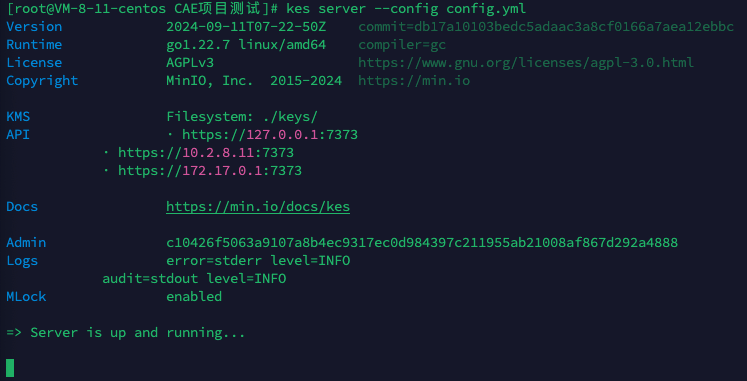 [root@VM-8-11-centos CAE项目测试]# kes server --config config.yml
Version 2024-09-11T07-22-50Z commit=db17a10103bedc5adaac3a8cf0166a7aea12ebbc
Runtime go1.22.7 linux/amd64 compiler=gc
License AGPLv3 https://www.gnu.org/licenses/agpl-3.0.html
Copyright MinIO, Inc. 2015-2024 https://min.io
KMS Filesystem: ./keys/
API · https://127.0.0.1:7373
· https://10.2.8.11:7373
· https://172.17.0.1:7373
Docs https://min.io/docs/kes
Admin c10426f5063a9107a8b4ec9317ec0d984397c211955ab21008af867d292a4888
Logs error=stderr level=INFO
audit=stdout level=INFO
MLock enabled
=> Server is up and running...